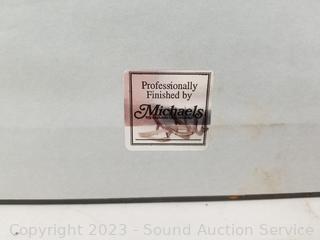 Professionally
Finished by
Michaels
Copyright 2023 - Sound Auction Service